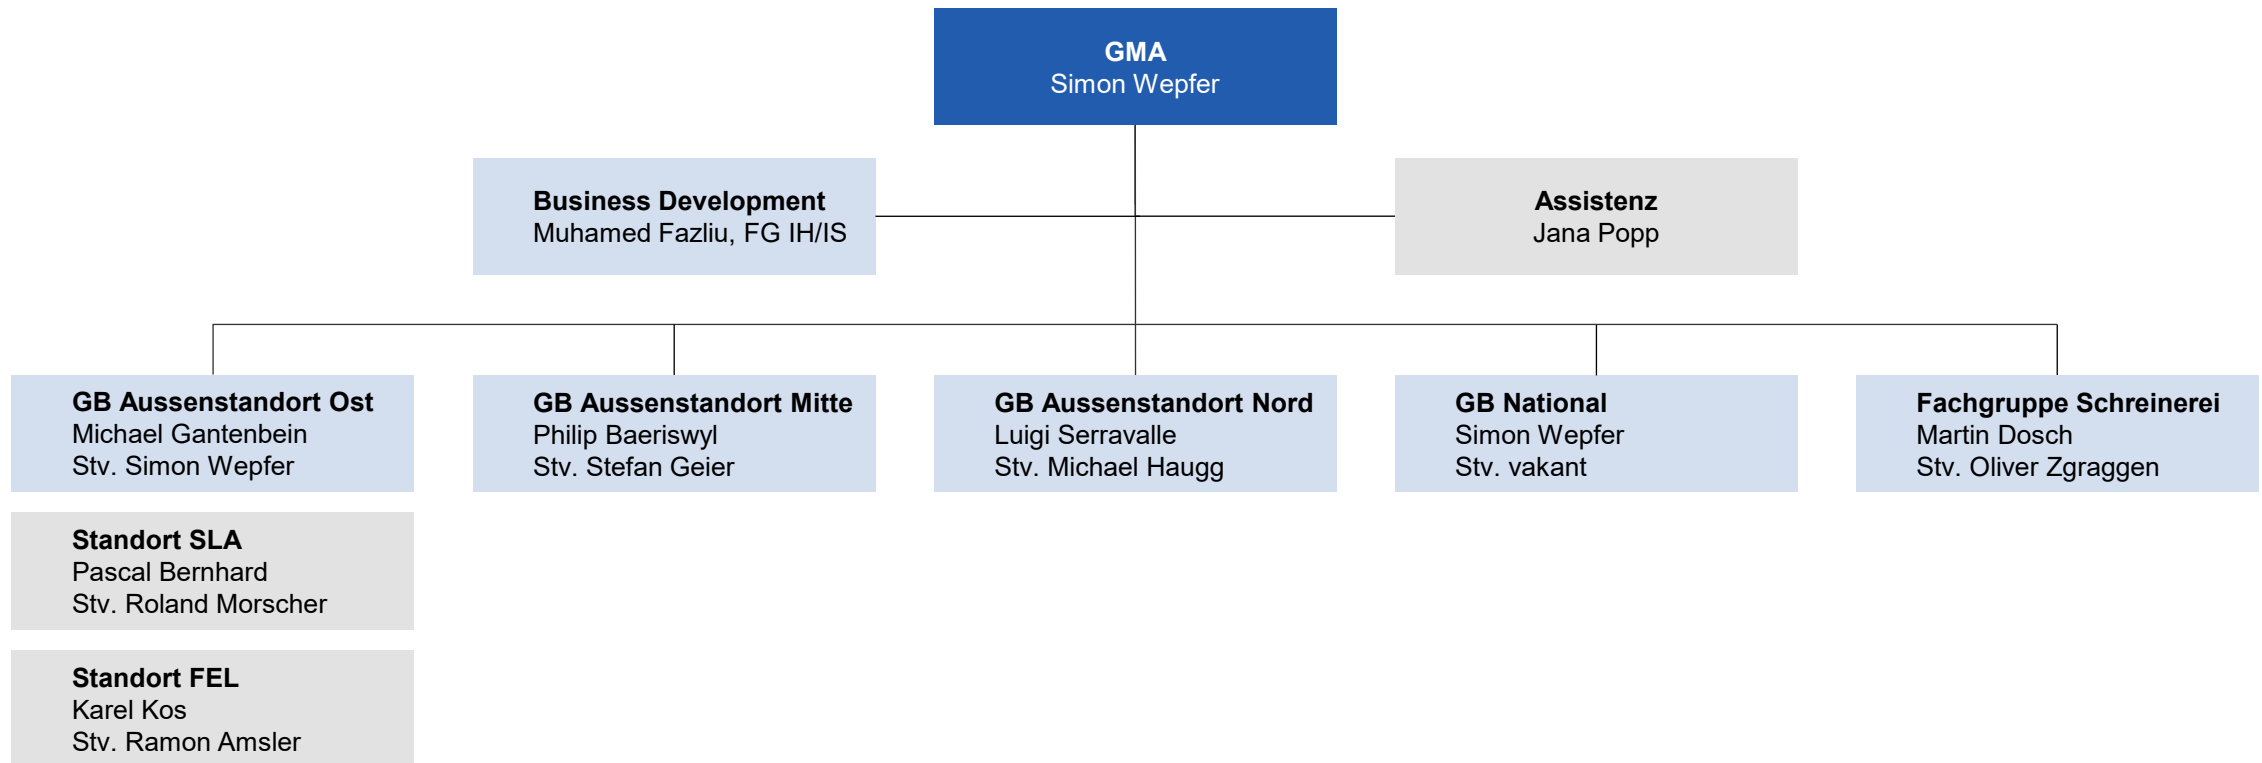 GMA
Simon Wepfer
Business Development
Muhamed Fazliu, FG IH/IS
Assistenz
Jana Popp
GB Aussenstandort Ost
Michael Gantenbein
Stv. Simon Wepfer
GB Aussenstandort Mitte
Philip Baeriswyl
Stv. Stefan Geier
GB Aussenstandort Nord
Luigi Serravalle
Stv. Michael Haugg
GB National
Simon Wepfer
Stv. vakant
Fachgruppe Schreinerei
Martin Dosch
Stv. Oliver Zgraggen
Standort SLA
Pascal Bernhard
Stv. Roland Morscher
Standort FEL
Karel Kos
Stv. Ramon Amsler